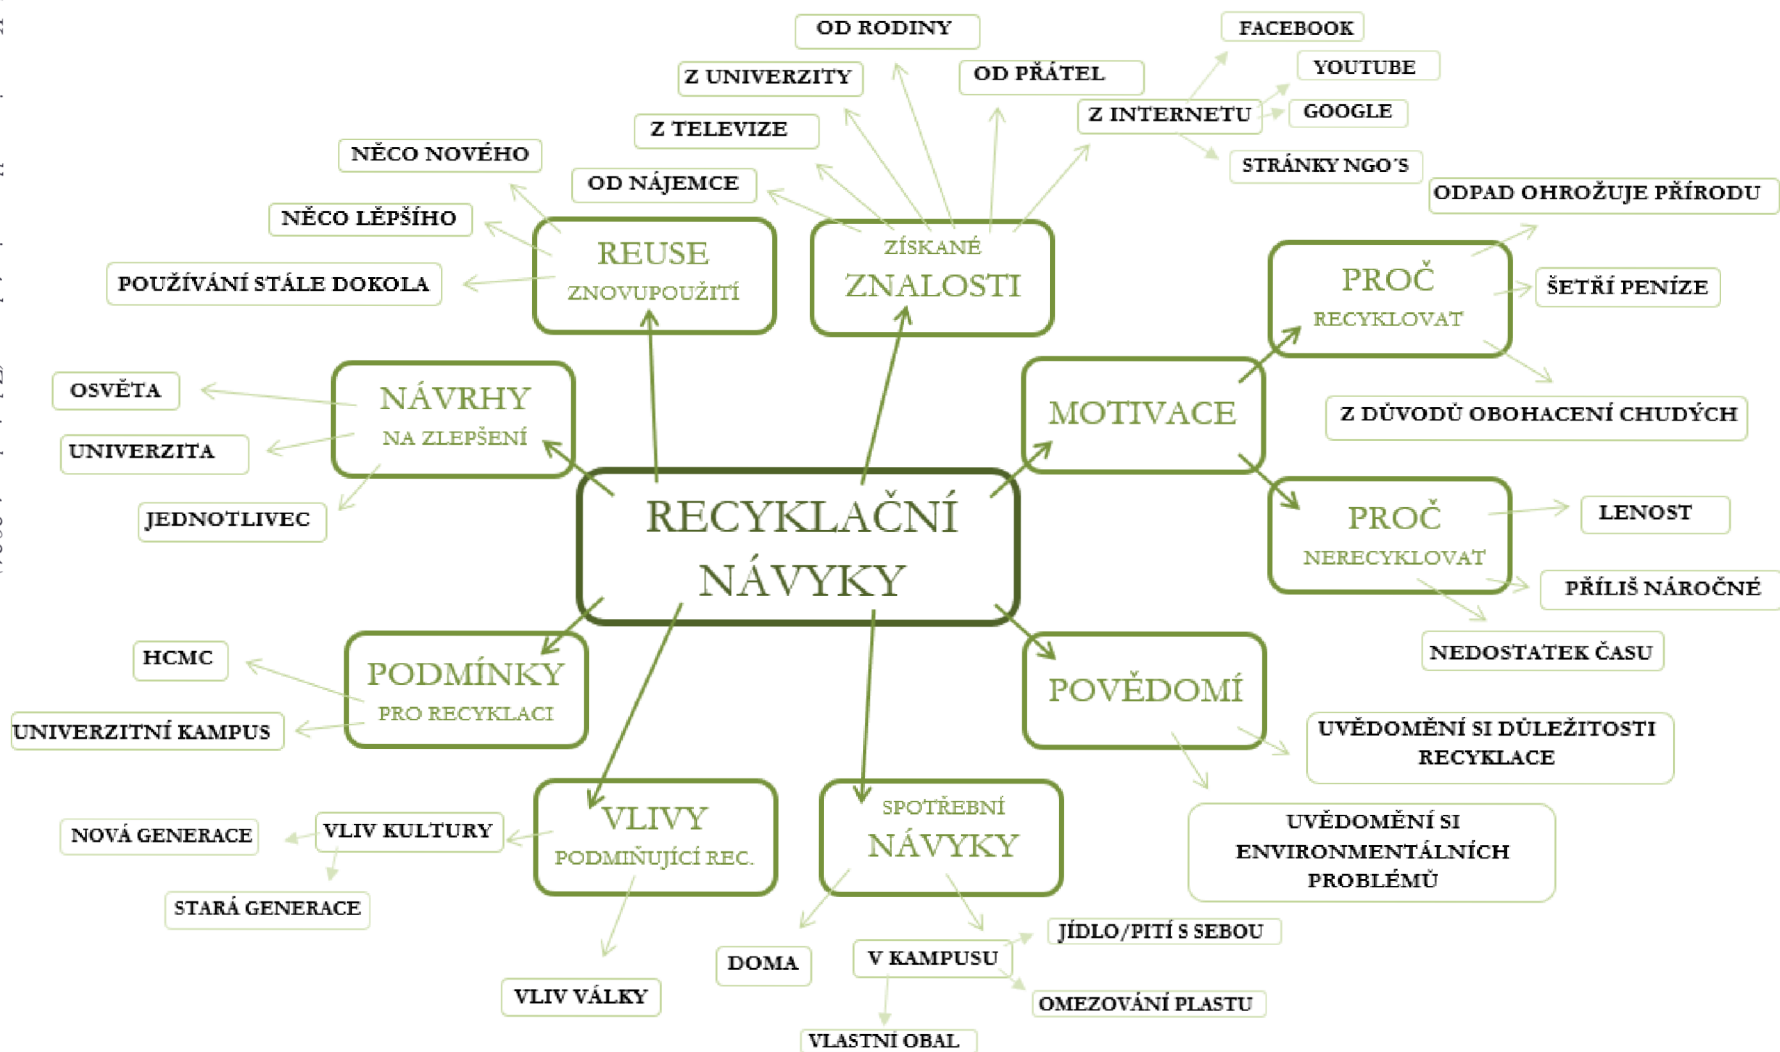 OD RODINY
FACEBOOK
Z UNIVERZITY
OD PŘÁTEL
YOUTUBE
Z INTERNETU
GOOGLE
Z TELEVIZE
NĚCO NOVÉHO
OD NÁJEMCE
STRÁNKY NGO´S
ODPAD OHROŽUJE PŘÍRODU
NĚCO LĚPŠÍHO
REUSE
ZNOVUPOUŽITÍ
ZÍSKANÉ
ZNALOSTI
POUŽÍVÁNÍ STÁLE DOKOLA
PROČ
RECYKLOVAT
ŠETŘÍ PENÍZE
OSVĚTA
NÁVRHY
NA ZLEPŠENÍ
MOTIVACE
Z DŮVODŮ OBOHACENÍ CHUDÝCH
UNIVERZITA
JEDNOTLIVEC
RECYKLAČNÍ
NÁVYKY
PROČ
NERECYKLOVAT
LENOST
PŘÍLIŠ NÁROČNÉ
NEDOSTATEK ČASU
HCMC
PODMÍNKY
PRO RECYKLACI
POVĚDOMÍ
UNIVERZITNÍ KAMPUS
UVĚDOMĚNÍ SI DŮLEŽITOSTI
RECYKLACE
VLIVY
PODMIŇUJÍCÍ REC.
SPOTŘEBNÍ
NÁVYKY
UVĚDOMĚNÍ SI
ENVIRONMENTÁLNÍCH
PROBLÉMŮ
NOVÁ GENERACE
VLIV KULTURY
STARÁ GENERACE
JÍDLO/PITÍ S SEBOU
DOMA
V KAMPUSU
VLIV VÁLKY
OMEZOVÁNÍ PLASTU
VLASTNÍ OBAL